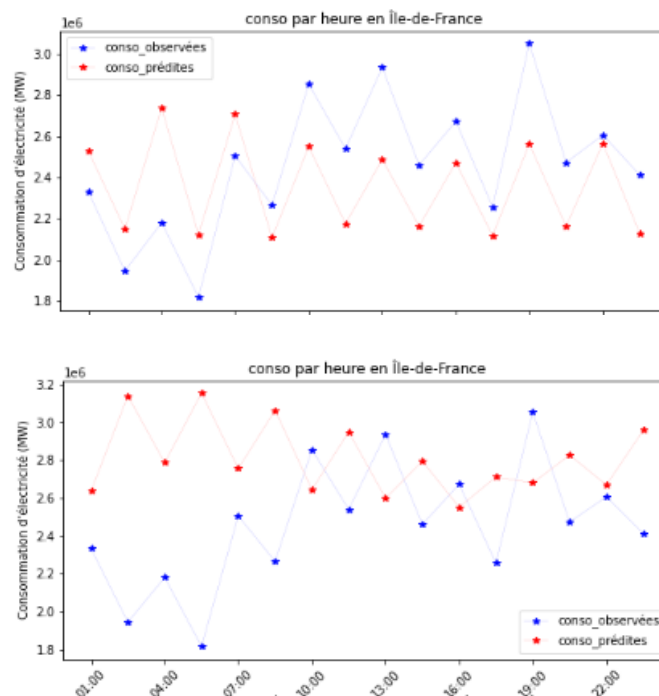 conso par heure en Île-de-France
1e6
conso_observées
conso_prédites
Consommation d'électricité (MW)
3.0
2.8
2.6
2.4
2.2
2.0
1.8
conso par heure en Île-de-France
1e6
Consommation d'électricité (MW)
3.2
3.0
2.8
2.6
2.4
2.2
2.0
1.8
conso_observées
conso_prédites
01:00
04:00
07:00
10:00
13:00
16:00
19:00
22:00